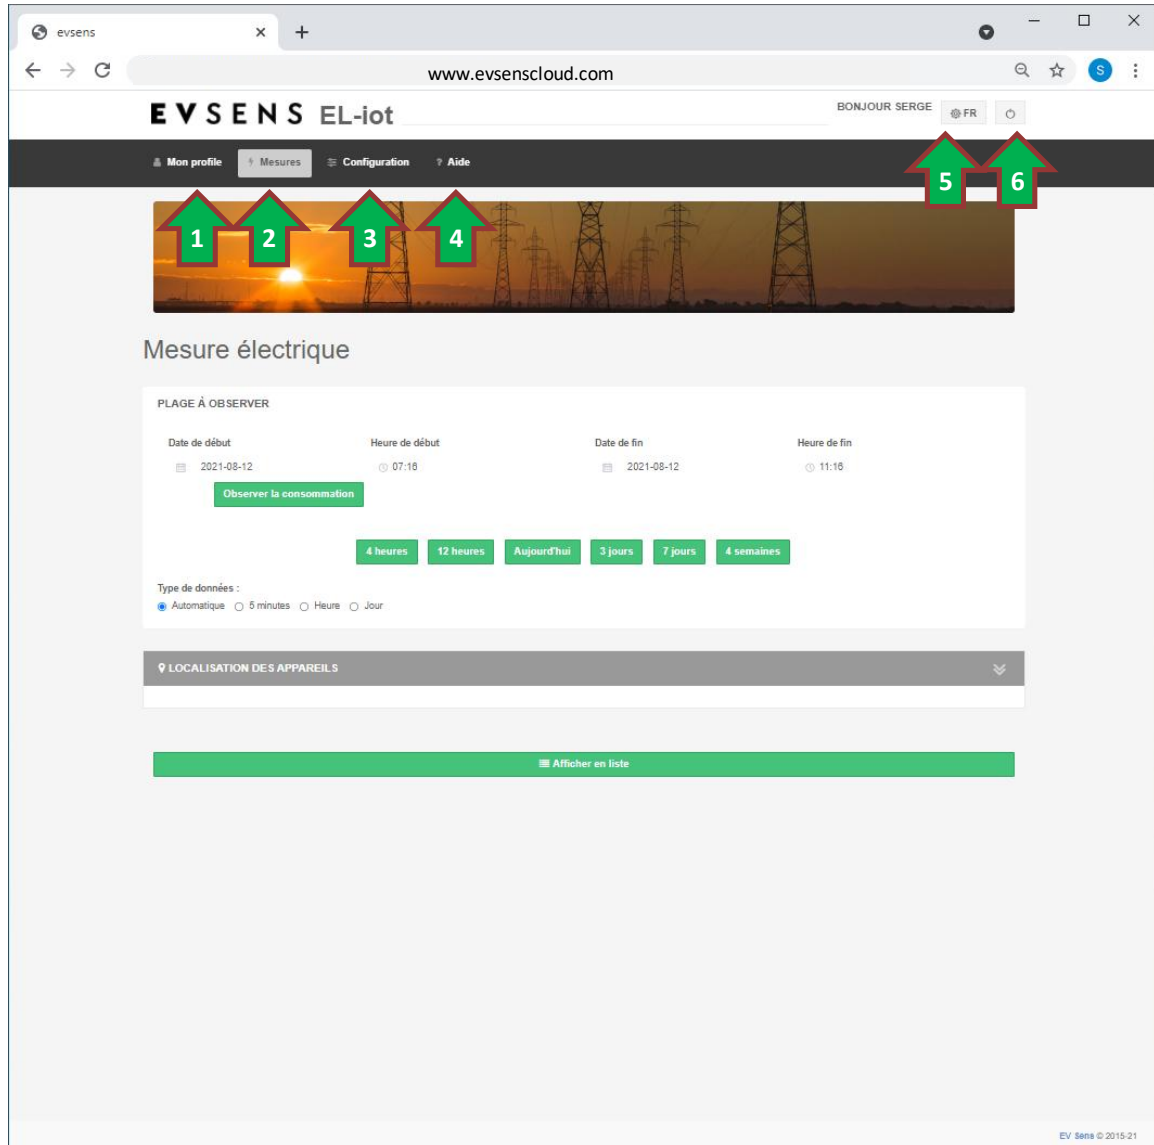 evsens
www.evsenscloud.com
EVSENS EL-iot
BONJOUR SERGE FR
Mon profile Mesures Configuration ? Aide
5 6
1 2 3 4
Mesure électrique
PLAGE À OBSERVER
Date de début Heure de début Date de fin Heure de fin
2021-08-12 07:16 2021-08-12 11:16
Observer la consommation
4 heures 12 heures Aujourd'hui 3 jours 7 jours 4 semaines
Type de données :
Automatique 5 minutes Heure Jour
LOCALISATION DES APPAREILS
Afficher en liste
EV Sens © 2015-21
S